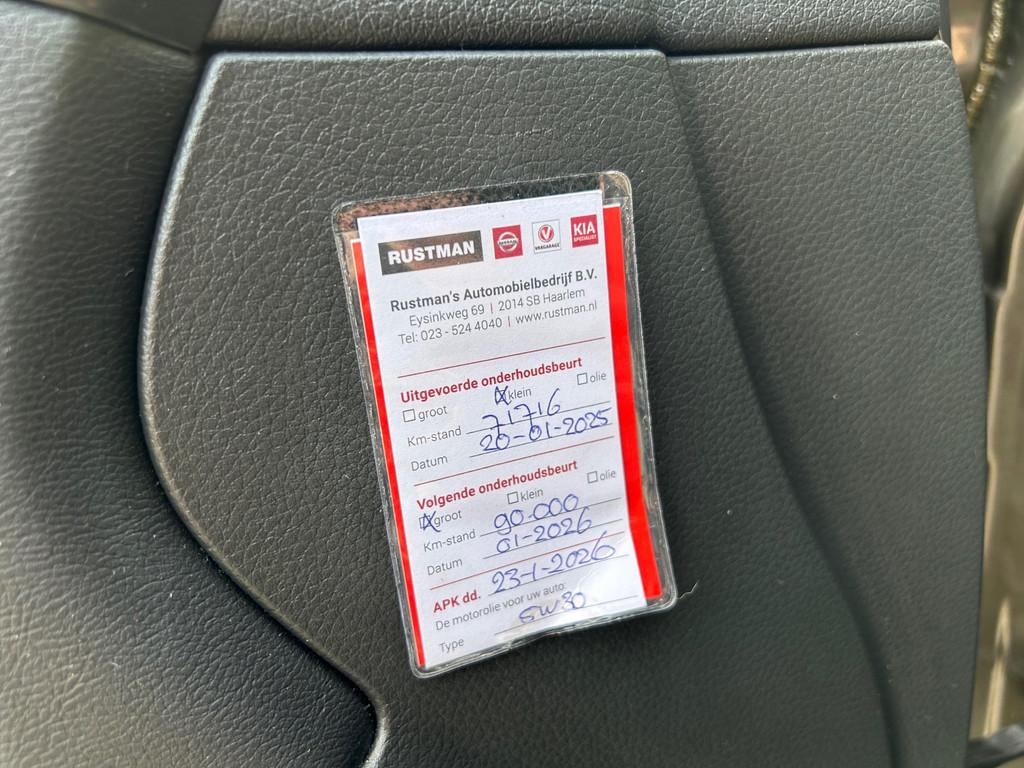 RUSTMAN NISSAN VAKGARAGE KIA SPECIALIST
Rustman's Automobielbedrijf B.V.
Eysinkweg 69 | 2014 SB Haarlem
Tel: 023 - 524 4040 | www.rustman.nl
Uitgevoerde onderhoudsbeurt
groot klein olie
Km-stand 71716
Datum 20-01-2025
Volgende onderhoudsbeurt
groot klein olie
Km-stand 90.000
Datum 01-2026
APK dd. 23-1-2026
De motorolie voor uw auto:
Type 5W30